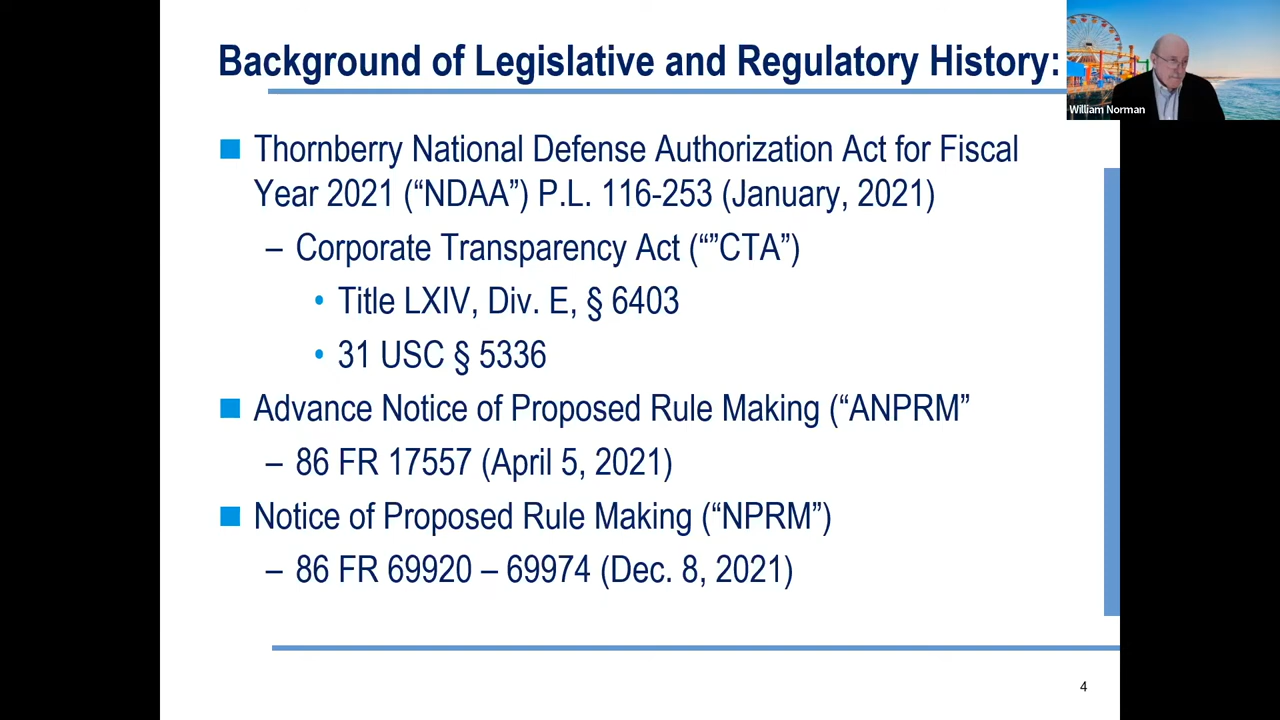 Background of Legislative and Regulatory History:
William Norman
■ Thornberry National Defense Authorization Act for Fiscal
Year 2021 (“NDAA”) P.L. 116-253 (January, 2021)
– Corporate Transparency Act (“”CTA”)
• Title LXIV, Div. E, § 6403
• 31 USC § 5336
■ Advance Notice of Proposed Rule Making (“ANPRM”
– 86 FR 17557 (April 5, 2021)
■ Notice of Proposed Rule Making (“NPRM”)
– 86 FR 69920 – 69974 (Dec. 8, 2021)
4